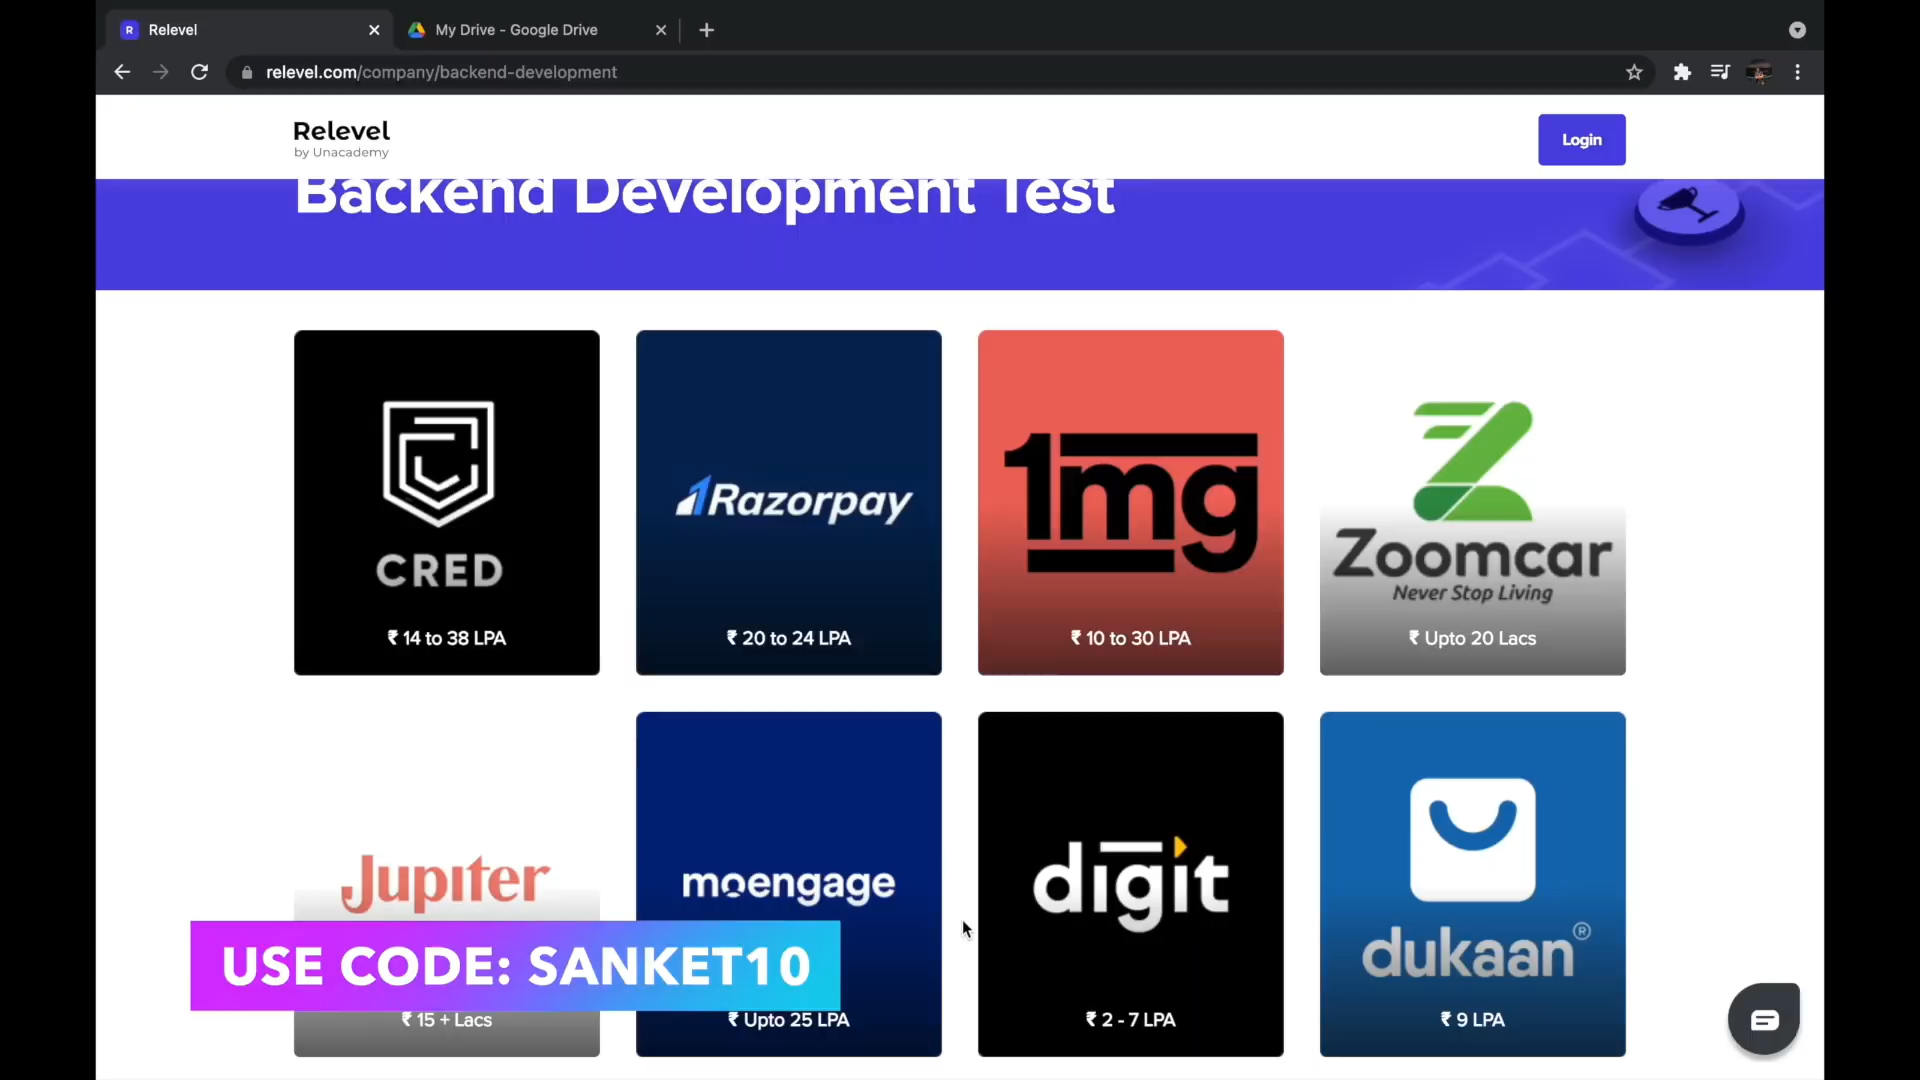 R Relevel
My Drive - Google Drive
relevel.com/company/backend-development
Relevel
by Unacademy
Login
Backend Development Test
CRED
₹ 14 to 38 LPA
Razorpay
₹ 20 to 24 LPA
1mg
₹ 10 to 30 LPA
Zoomcar
Never Stop Living
₹ Upto 20 Lacs
Jupiter
₹ 15 + Lacs
moengage
₹ Upto 25 LPA
digit
₹ 2 - 7 LPA
dukaan®
₹ 9 LPA
USE CODE: SANKET10